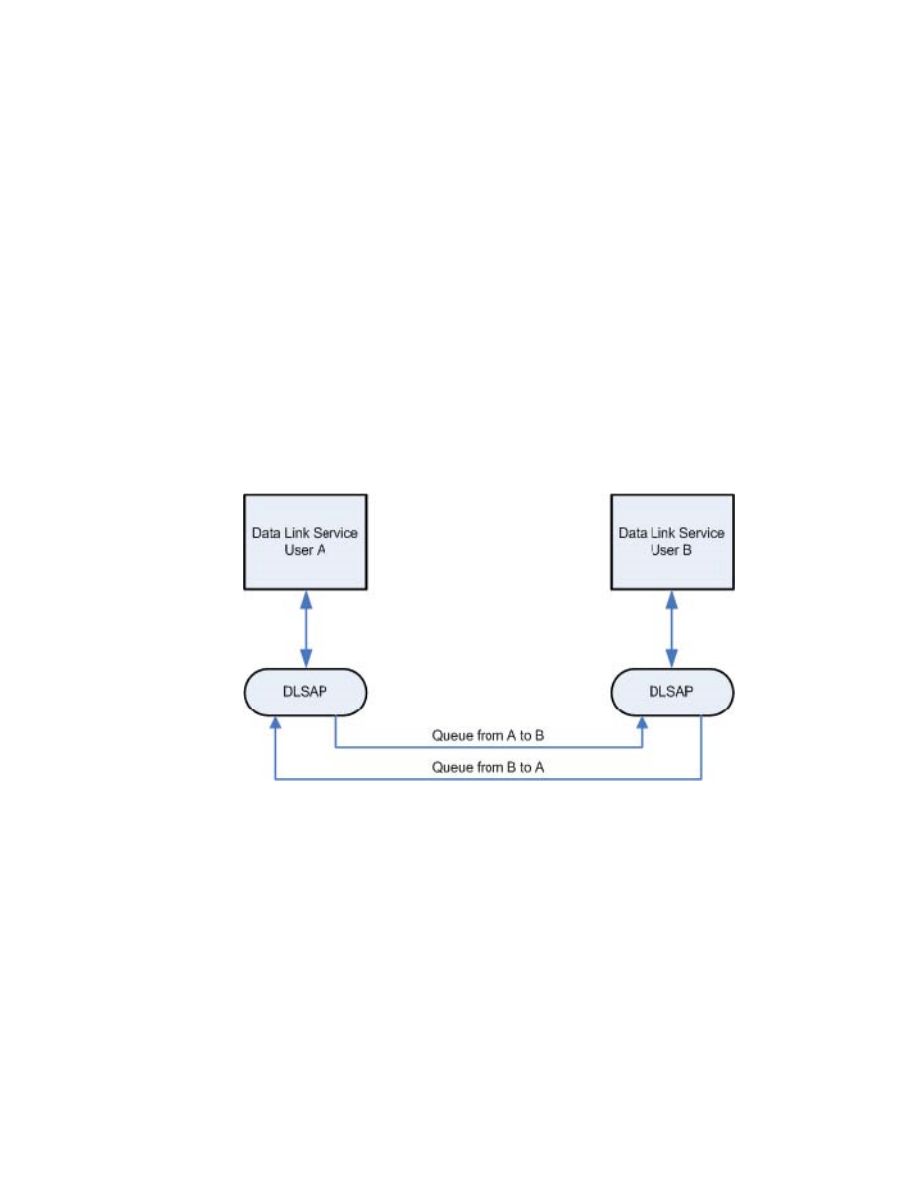 Data Link Service
User A
Data Link Service
User B
DLSAP
DLSAP
Queue from A to B
Queue from B to A